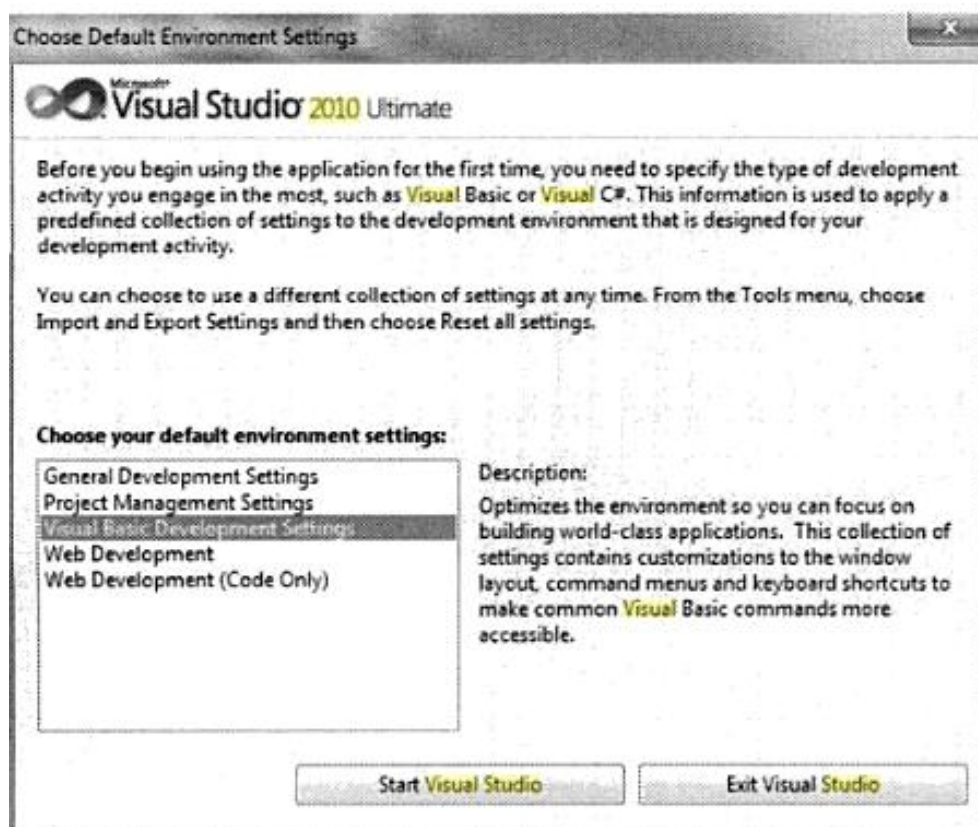 Choose Default Environment Settings
Microsoft
Visual Studio 2010 Ultimate
Before you begin using the application for the first time, you need to specify the type of development
activity you engage in the most, such as Visual Basic or Visual C#. This information is used to apply a
predefined collection of settings to the development environment that is designed for your
development activity.
You can choose to use a different collection of settings at any time. From the Tools menu, choose
Import and Export Settings and then choose Reset all settings.
Choose your default environment settings:
General Development Settings
Project Management Settings
Visual Basic Development Settings
Web Development
Web Development (Code Only)
Description:
Optimizes the environment so you can focus on
building world-class applications. This collection of
settings contains customizations to the window
layout, command menus and keyboard shortcuts to
make common Visual Basic commands more
accessible.
Start Visual Studio
Exit Visual Studio